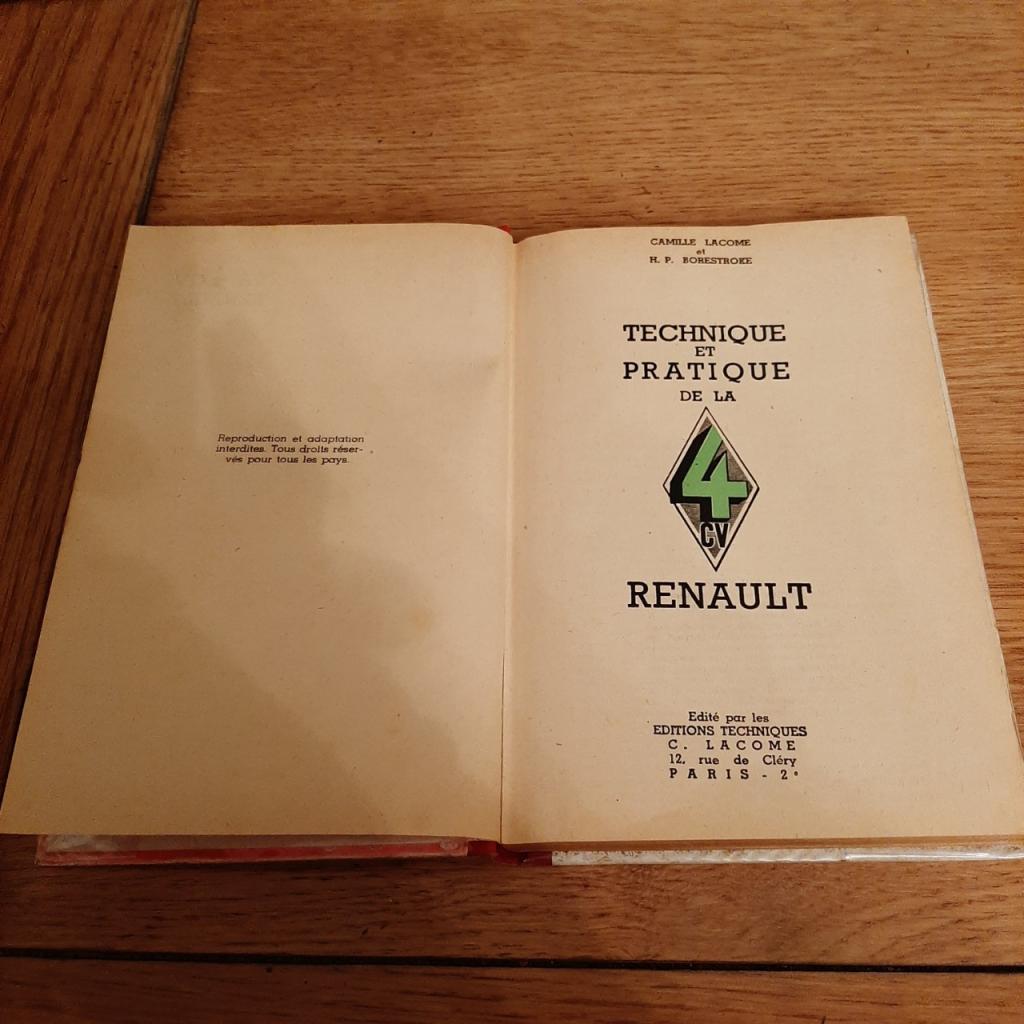 Reproduction et adaptation
interdites. Tous droits réser-
vés pour tous les pays.
CAMILLE LACOME
et
H. P. BORESTROKE
TECHNIQUE
ET
PRATIQUE
DE LA
4
CV
RENAULT
Edité par les
EDITIONS TECHNIQUES
C. LACOME
12, rue de Cléry
PARIS - 2e